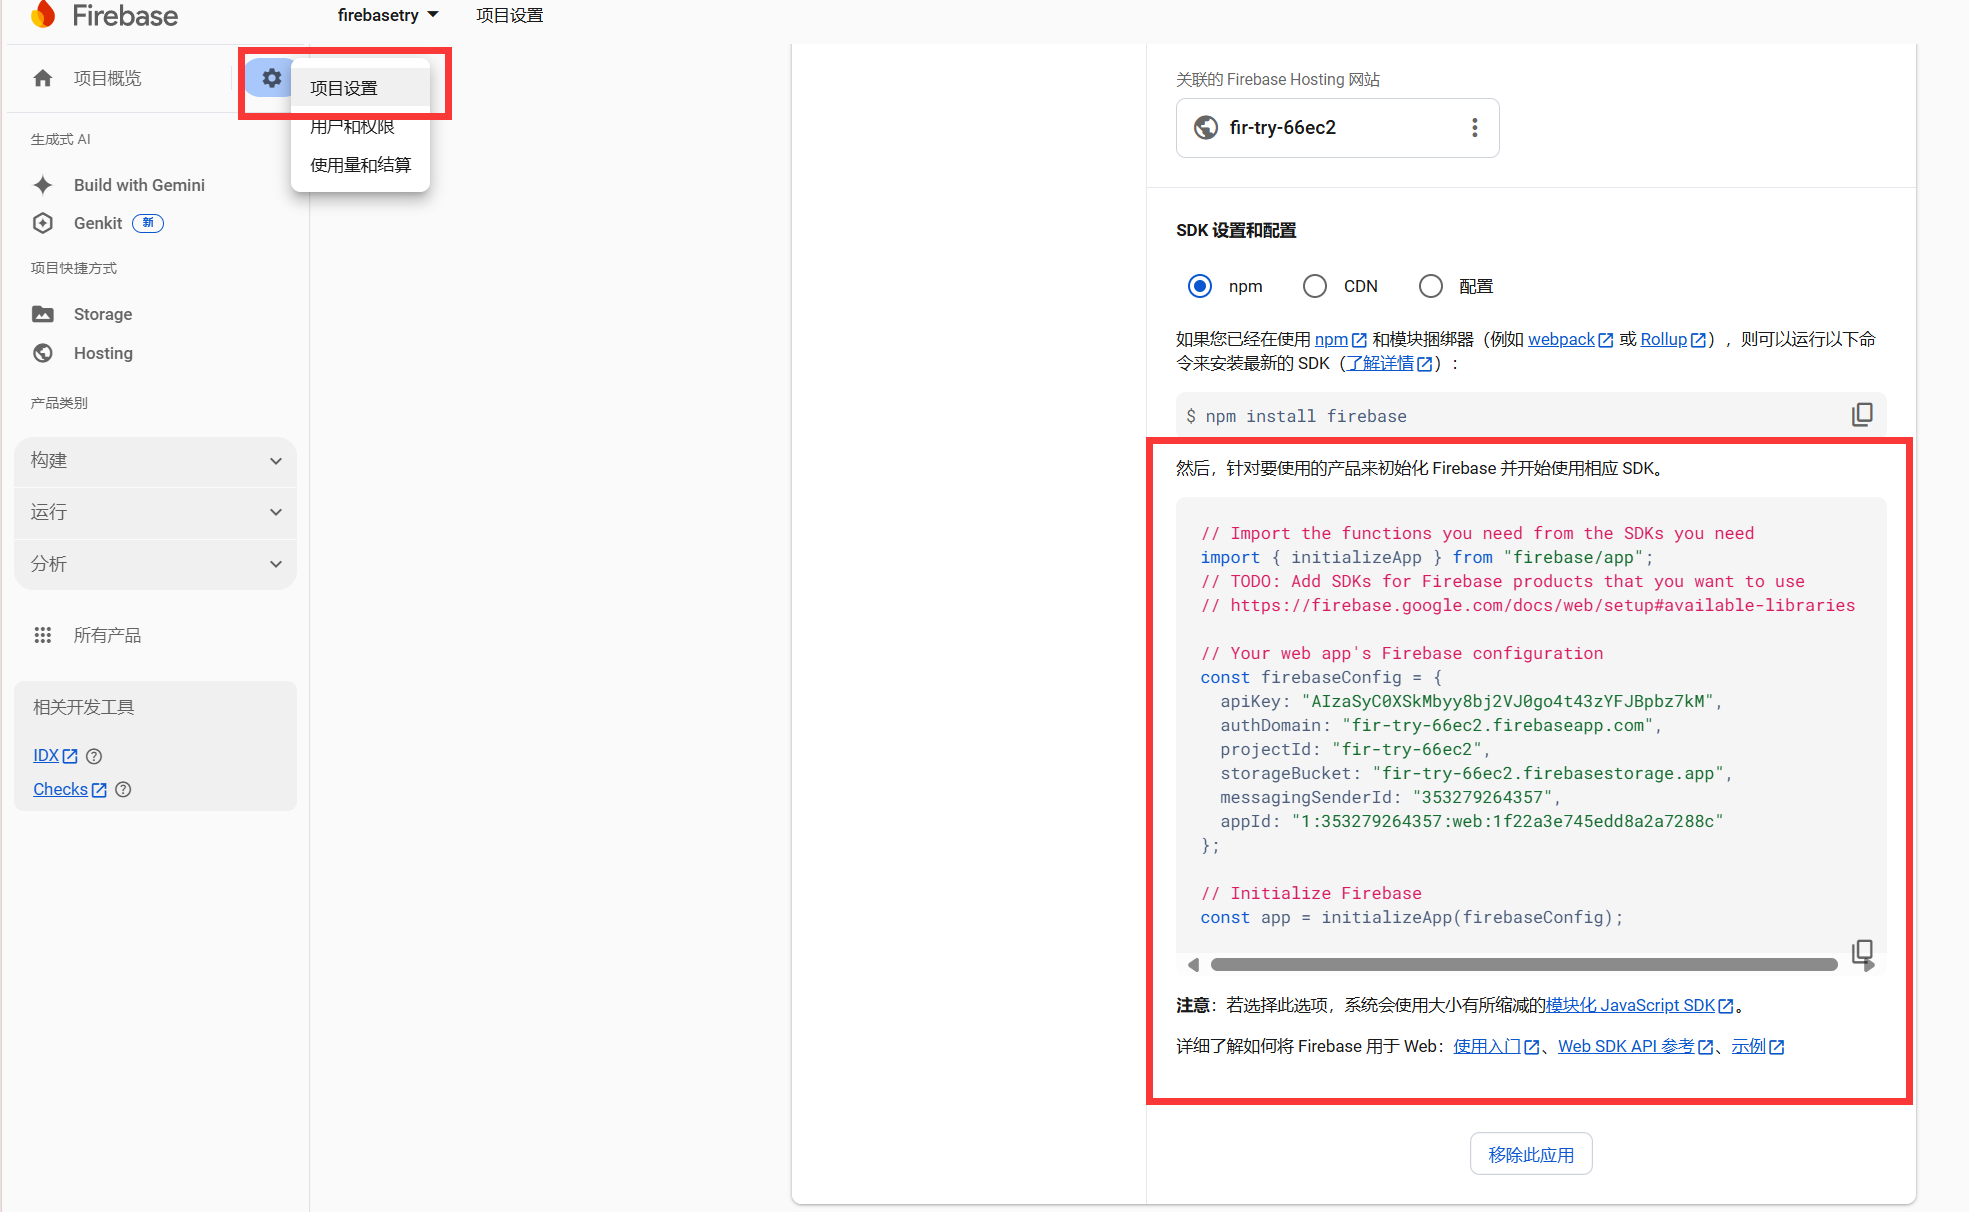 Firebase
firebasetry
项目设置
项目概览
项目设置
用户和权限
使用量和结算
生成式 AI
Build with Gemini
Genkit 新
项目快捷方式
Storage
Hosting
产品类别
构建
运行
分析
所有产品
相关开发工具
IDX
Checks
关联的 Firebase Hosting 网站
fir-try-66ec2
SDK 设置和配置
npm CDN 配置
如果您已经在使用 npm 和模块捆绑器（例如 webpack 或 Rollup），则可以运行以下命
令来安装最新的 SDK（了解详情）：
$ npm install firebase
然后，针对要使用的产品来初始化 Firebase 并开始使用相应 SDK。
// Import the functions you need from the SDKs you need
import { initializeApp } from "firebase/app";
// TODO: Add SDKs for Firebase products that you want to use
// https://firebase.google.com/docs/web/setup#available-libraries
// Your web app's Firebase configuration
const firebaseConfig = {
  apiKey: "AIzaSyC0XSkMbyy8bj2VJ0go4t43zYFJBpbz7kM",
  authDomain: "fir-try-66ec2.firebaseapp.com",
  projectId: "fir-try-66ec2",
  storageBucket: "fir-try-66ec2.firebasestorage.app",
  messagingSenderId: "353279264357",
  appId: "1:353279264357:web:1f22a3e745edd8a2a7288c"
};
// Initialize Firebase
const app = initializeApp(firebaseConfig);
注意：若选择此选项，系统会使用大小有所缩减的模块化 JavaScript SDK。
详细了解如何将 Firebase 用于 Web：使用入门、Web SDK API 参考、示例
移除此应用